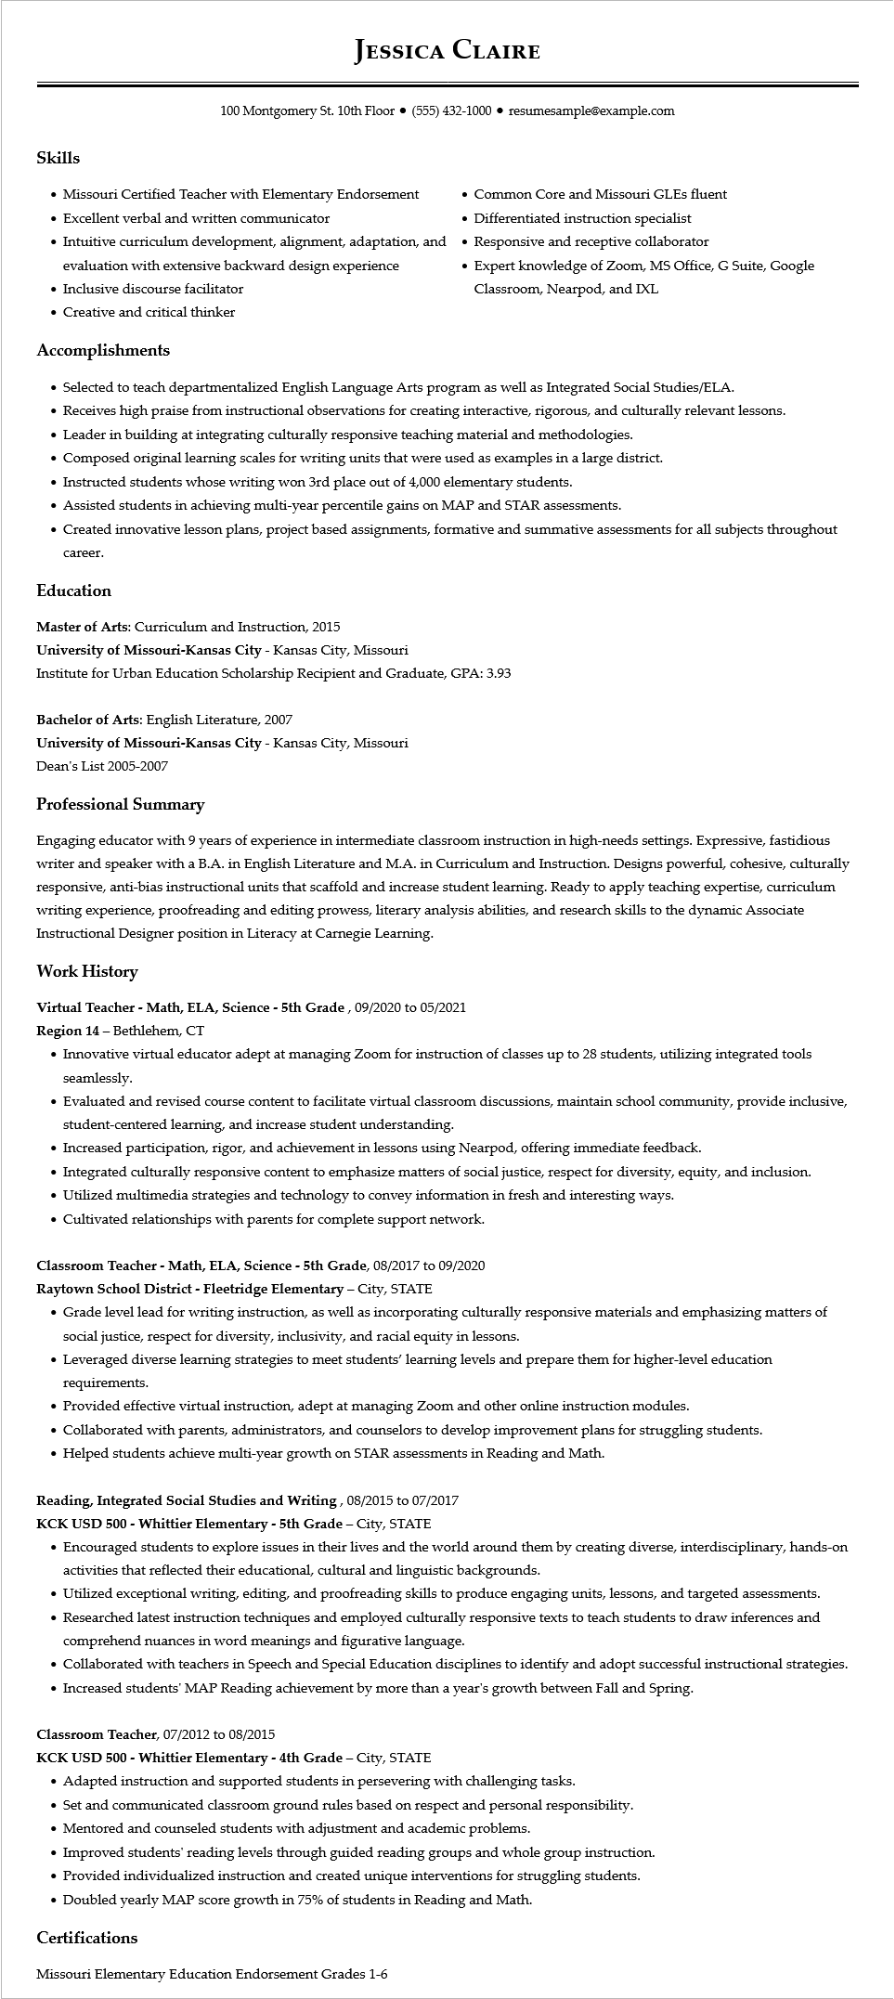 Jessica Claire
100 Montgomery St. 10th Floor ● (555) 432-1000 ● resumesample@example.com
Skills
• Missouri Certified Teacher with Elementary Endorsement
• Excellent verbal and written communicator
• Intuitive curriculum development, alignment, adaptation, and
evaluation with extensive backward design experience
• Inclusive discourse facilitator
• Creative and critical thinker
• Common Core and Missouri GLEs fluent
• Differentiated instruction specialist
• Responsive and receptive collaborator
• Expert knowledge of Zoom, MS Office, G Suite, Google
Classroom, Nearpod, and IXL
Accomplishments
• Selected to teach departmentalized English Language Arts program as well as Integrated Social Studies/ELA.
• Receives high praise from instructional observations for creating interactive, rigorous, and culturally relevant lessons.
• Leader in building at integrating culturally responsive teaching material and methodologies.
• Composed original learning scales for writing units that were used as examples in a large district.
• Instructed students whose writing won 3rd place out of 4,000 elementary students.
• Assisted students in achieving multi-year percentile gains on MAP and STAR assessments.
• Created innovative lesson plans, project based assignments, formative and summative assessments for all subjects throughout
career.
Education
Master of Arts: Curriculum and Instruction, 2015
University of Missouri-Kansas City - Kansas City, Missouri
Institute for Urban Education Scholarship Recipient and Graduate, GPA: 3.93
Bachelor of Arts: English Literature, 2007
University of Missouri-Kansas City - Kansas City, Missouri
Dean's List 2005-2007
Professional Summary
Engaging educator with 9 years of experience in intermediate classroom instruction in high-needs settings. Expressive, fastidious
writer and speaker with a B.A. in English Literature and M.A. in Curriculum and Instruction. Designs powerful, cohesive, culturally
responsive, anti-bias instructional units that scaffold and increase student learning. Ready to apply teaching expertise, curriculum
writing experience, proofreading and editing prowess, literary analysis abilities, and research skills to the dynamic Associate
Instructional Designer position in Literacy at Carnegie Learning.
Work History
Virtual Teacher - Math, ELA, Science - 5th Grade , 09/2020 to 05/2021
Region 14 – Bethlehem, CT
• Innovative virtual educator adept at managing Zoom for instruction of classes up to 28 students, utilizing integrated tools
seamlessly.
• Evaluated and revised course content to facilitate virtual classroom discussions, maintain school community, provide inclusive,
student-centered learning, and increase student understanding.
• Increased participation, rigor, and achievement in lessons using Nearpod, offering immediate feedback.
• Integrated culturally responsive content to emphasize matters of social justice, respect for diversity, equity, and inclusion.
• Utilized multimedia strategies and technology to convey information in fresh and interesting ways.
• Cultivated relationships with parents for complete support network.
Classroom Teacher - Math, ELA, Science - 5th Grade, 08/2017 to 09/2020
Raytown School District - Fleetridge Elementary – City, STATE
• Grade level lead for writing instruction, as well as incorporating culturally responsive materials and emphasizing matters of
social justice, respect for diversity, inclusivity, and racial equity in lessons.
• Leveraged diverse learning strategies to meet students’ learning levels and prepare them for higher-level education
requirements.
• Provided effective virtual instruction, adept at managing Zoom and other online instruction modules.
• Collaborated with parents, administrators, and counselors to develop improvement plans for struggling students.
• Helped students achieve multi-year growth on STAR assessments in Reading and Math.
Reading, Integrated Social Studies and Writing , 08/2015 to 07/2017
KCK USD 500 - Whittier Elementary - 5th Grade – City, STATE
• Encouraged students to explore issues in their lives and the world around them by creating diverse, interdisciplinary, hands-on
activities that reflected their educational, cultural and linguistic backgrounds.
• Utilized exceptional writing, editing, and proofreading skills to produce engaging units, lessons, and targeted assessments.
• Researched latest instruction techniques and employed culturally responsive texts to teach students to draw inferences and
comprehend nuances in word meanings and figurative language.
• Collaborated with teachers in Speech and Special Education disciplines to identify and adopt successful instructional strategies.
• Increased students' MAP Reading achievement by more than a year's growth between Fall and Spring.
Classroom Teacher, 07/2012 to 08/2015
KCK USD 500 - Whittier Elementary - 4th Grade – City, STATE
• Adapted instruction and supported students in persevering with challenging tasks.
• Set and communicated classroom ground rules based on respect and personal responsibility.
• Mentored and counseled students with adjustment and academic problems.
• Improved students' reading levels through guided reading groups and whole group instruction.
• Provided individualized instruction and created unique interventions for struggling students.
• Doubled yearly MAP score growth in 75% of students in Reading and Math.
Certifications
Missouri Elementary Education Endorsement Grades 1-6